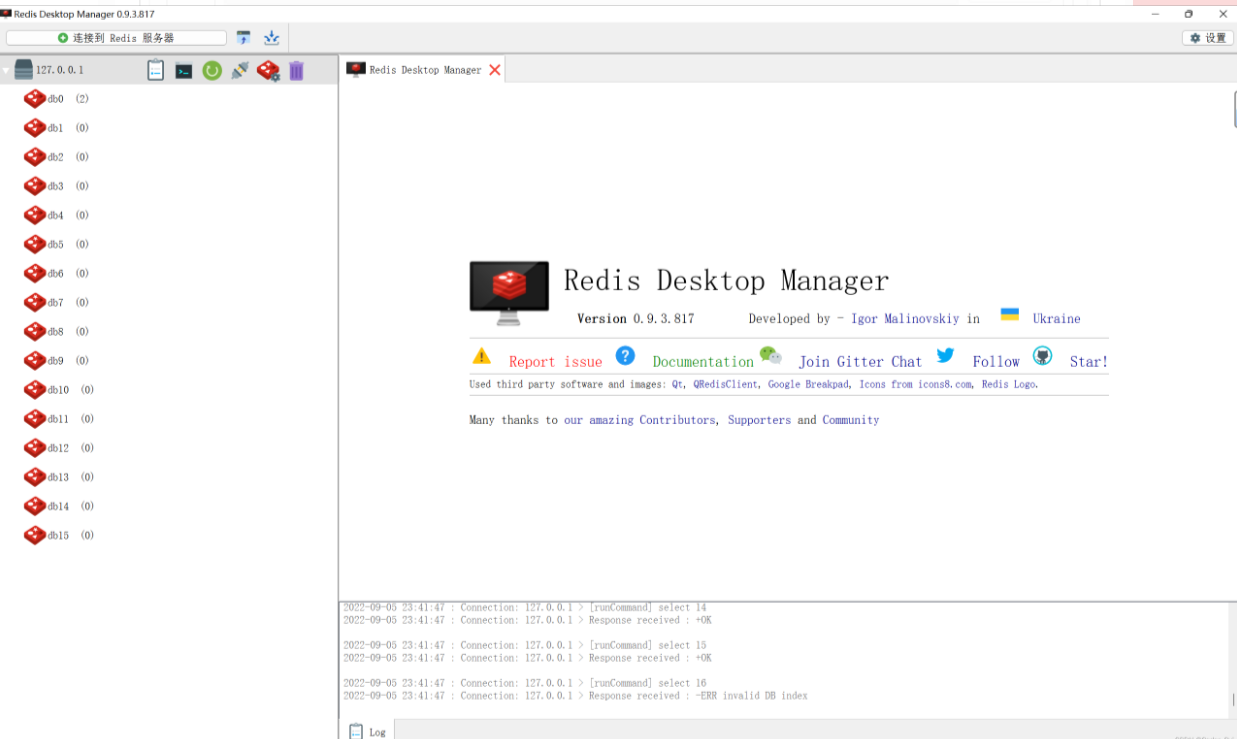 Redis Desktop Manager 0.9.3.817
连接到 Redis 服务器
设置
127.0.0.1
Redis Desktop Manager
db0 (2)
db1 (0)
db2 (0)
db3 (0)
db4 (0)
db5 (0)
db6 (0)
db7 (0)
db8 (0)
db9 (0)
db10 (0)
db11 (0)
db12 (0)
db13 (0)
db14 (0)
db15 (0)
Redis Desktop Manager
Version 0.9.3.817 Developed by - Igor Malinovskiy in Ukraine
Report issue Documentation Join Gitter Chat Follow Star!
Used third party software and images: Qt, QRedisClient, Google Breakpad, Icons from icons8.com, Redis Logo.
Many thanks to our amazing Contributors, Supporters and Community
2022-09-05 23:41:47 : Connection: 127.0.0.1 > [runCommand] select 14
2022-09-05 23:41:47 : Connection: 127.0.0.1 > Response received : +OK
2022-09-05 23:41:47 : Connection: 127.0.0.1 > [runCommand] select 15
2022-09-05 23:41:47 : Connection: 127.0.0.1 > Response received : +OK
2022-09-05 23:41:47 : Connection: 127.0.0.1 > [runCommand] select 16
2022-09-05 23:41:47 : Connection: 127.0.0.1 > Response received : -ERR invalid DB index
Log